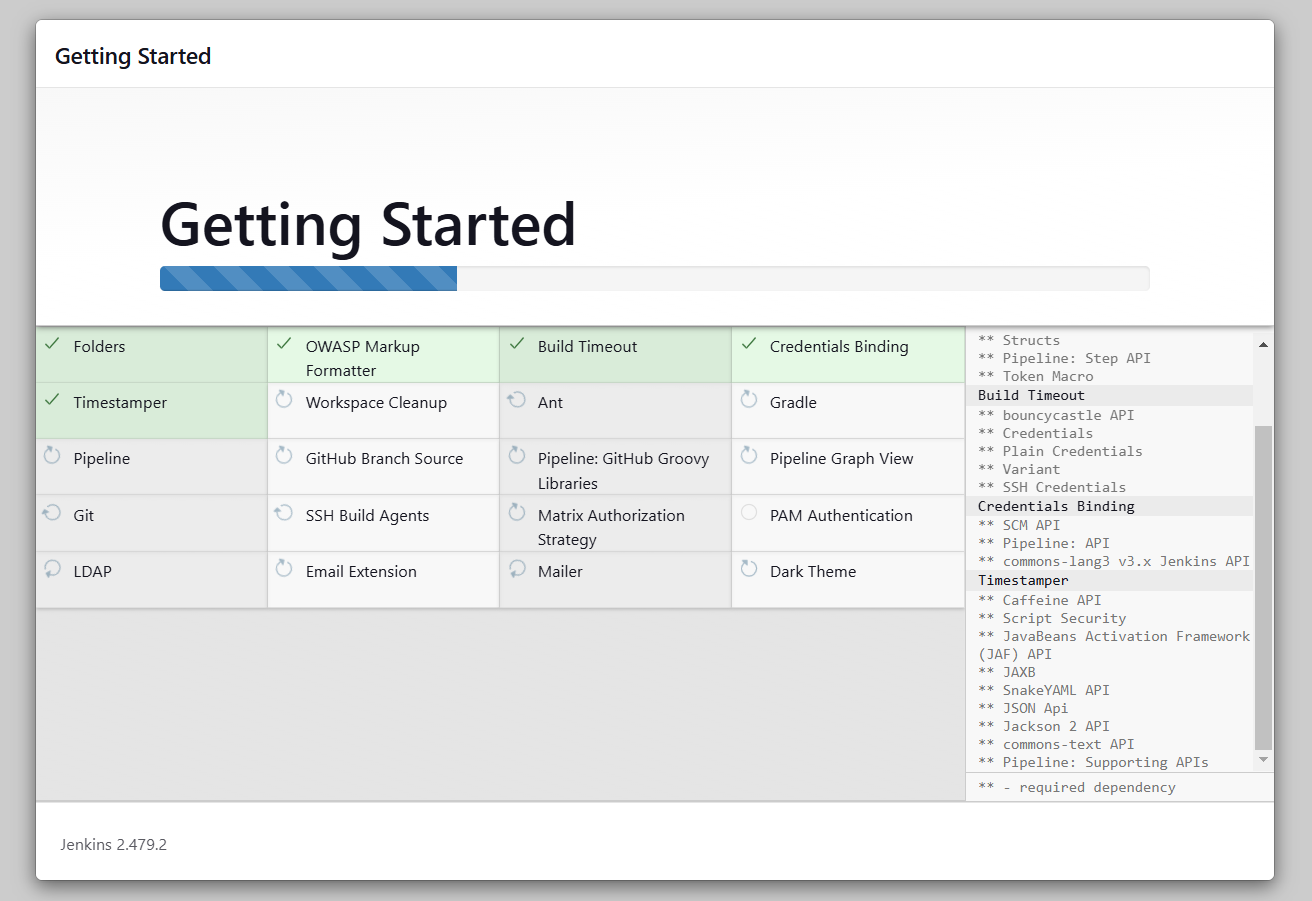 Getting Started
Getting Started
Folders
OWASP Markup
Formatter
Build Timeout
Credentials Binding
Timestamper
Workspace Cleanup
Ant
Gradle
Pipeline
GitHub Branch Source
Pipeline: GitHub Groovy
Libraries
Pipeline Graph View
Git
SSH Build Agents
Matrix Authorization
Strategy
PAM Authentication
LDAP
Email Extension
Mailer
Dark Theme
** Structs
** Pipeline: Step API
** Token Macro
Build Timeout
** bouncycastle API
** Credentials
** Plain Credentials
** Variant
** SSH Credentials
Credentials Binding
** SCM API
** Pipeline: API
** commons-lang3 v3.x Jenkins API
Timestamper
** Caffeine API
** Script Security
** JavaBeans Activation Framework
(JAF) API
** JAXB
** SnakeYAML API
** JSON Api
** Jackson 2 API
** commons-text API
** Pipeline: Supporting APIs
** - required dependency
Jenkins 2.479.2